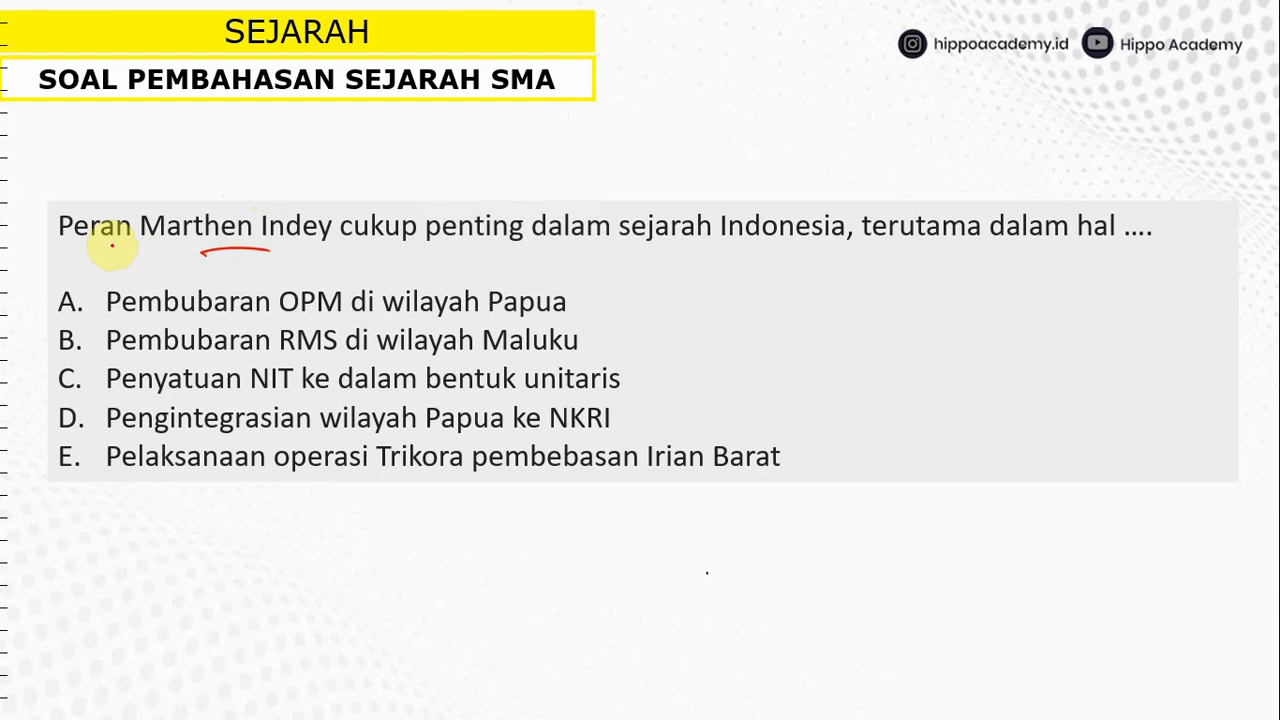 SEJARAH
SOAL PEMBAHASAN SEJARAH SMA
hippoacademy.id
Hippo Academy
Peran Marthen Indey cukup penting dalam sejarah Indonesia, terutama dalam hal ....
A. Pembubaran OPM di wilayah Papua
B. Pembubaran RMS di wilayah Maluku
C. Penyatuan NIT ke dalam bentuk unitaris
D. Pengintegrasian wilayah Papua ke NKRI
E. Pelaksanaan operasi Trikora pembebasan Irian Barat